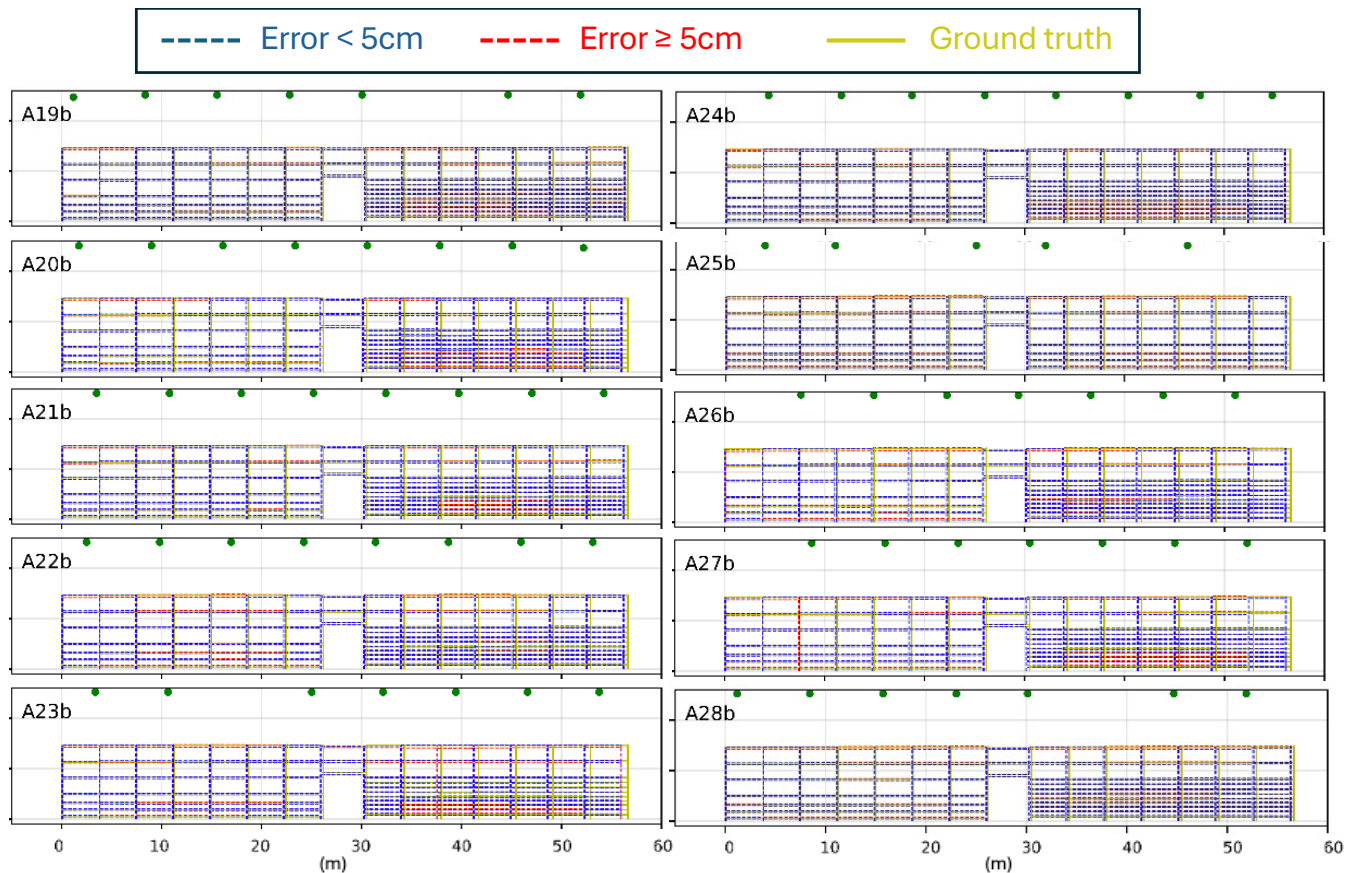 Error < 5cm Error ≥ 5cm Ground truth
A19b A24b
A20b A25b
A21b A26b
A22b A27b
A23b A28b
0 10 20 30 40 50 60 0 10 20 30 40 50 60
(m) (m)